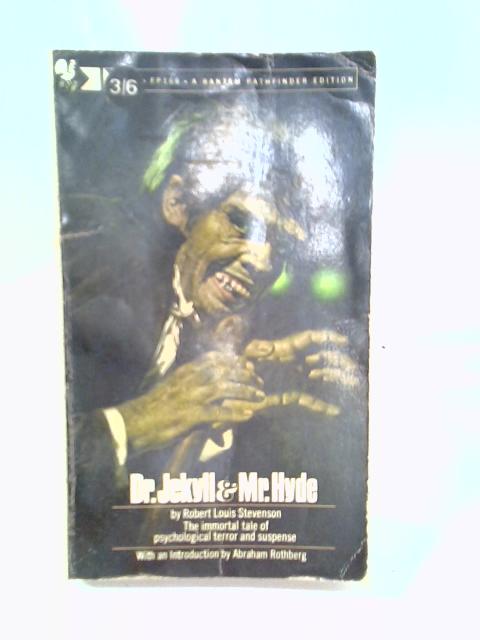 3/6
A BANTAM PATHFINDER EDITION
Dr. Jekyll & Mr. Hyde
by Robert Louis Stevenson
The immortal tale of
psychological terror and suspense
With an Introduction by Abraham Rothberg